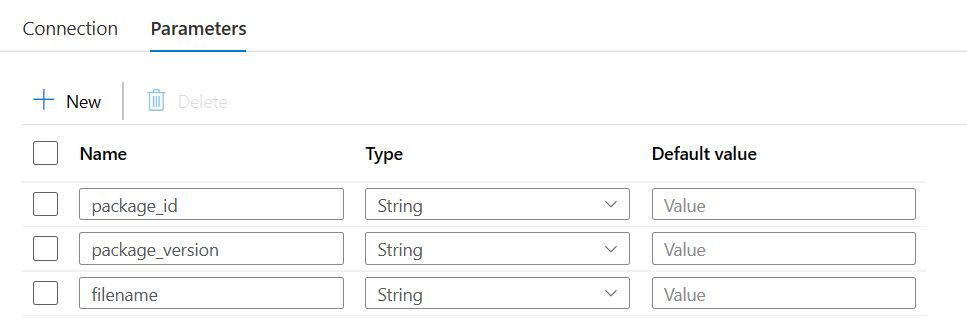 Connection Parameters
New Delete
Name Type Default value
package_id String Value
package_version String Value
filename String Value